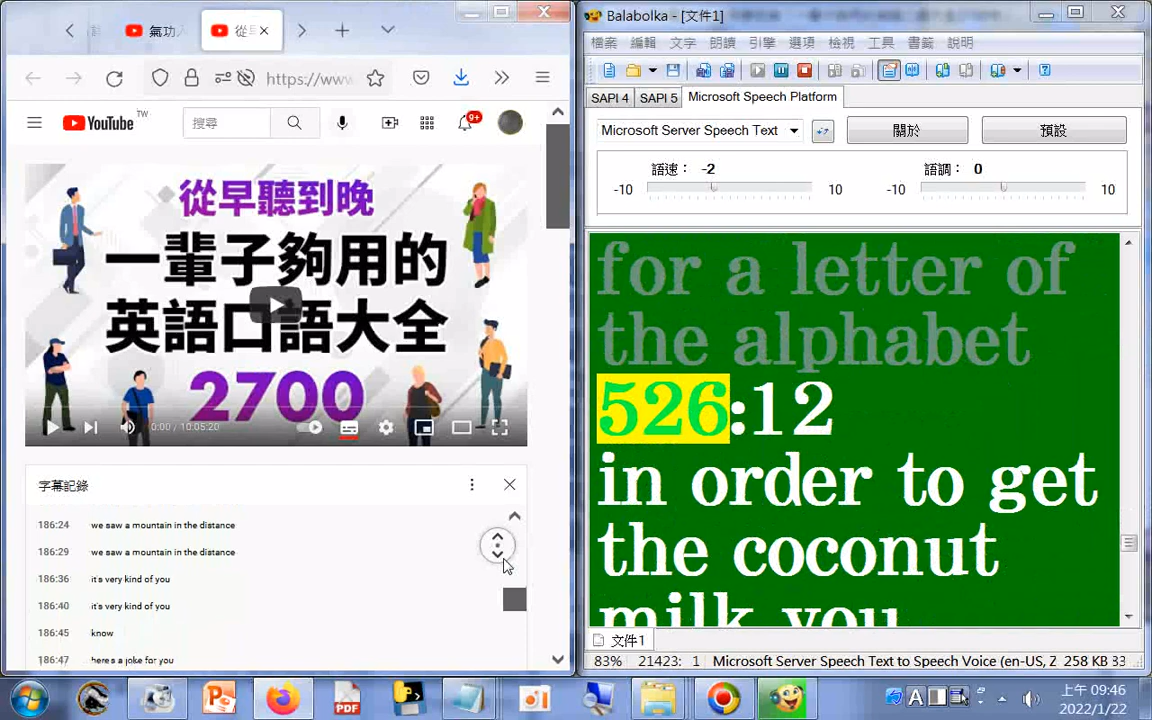 氣功
從
https://www
YouTube TW
搜尋
9+
從早聽到晚
一輩子夠用的
英語口語大全
2700
0:00 / 10:05:20
字幕記錄
186:24 we saw a mountain in the distance
186:29 we saw a mountain in the distance
186:36 it's very kind of you
186:40 it's very kind of you
186:45 know
186:47 here's a joke for you
Balabolka - [文件1]
檔案 編輯 文字 朗讀 引擎 選項 檢視 工具 書籤 說明
SAPI 4 SAPI 5 Microsoft Speech Platform
Microsoft Server Speech Text 關於 預設
語速： -2 語調： 0
-10 10 -10 10
for a letter of
the alphabet
526:12
in order to get
the coconut
milk you
文件1
83% 21423: 1 Microsoft Server Speech Text to Speech Voice (en-US, Z 258 KB 33
PDF
A
上午 09:46
2022/1/22